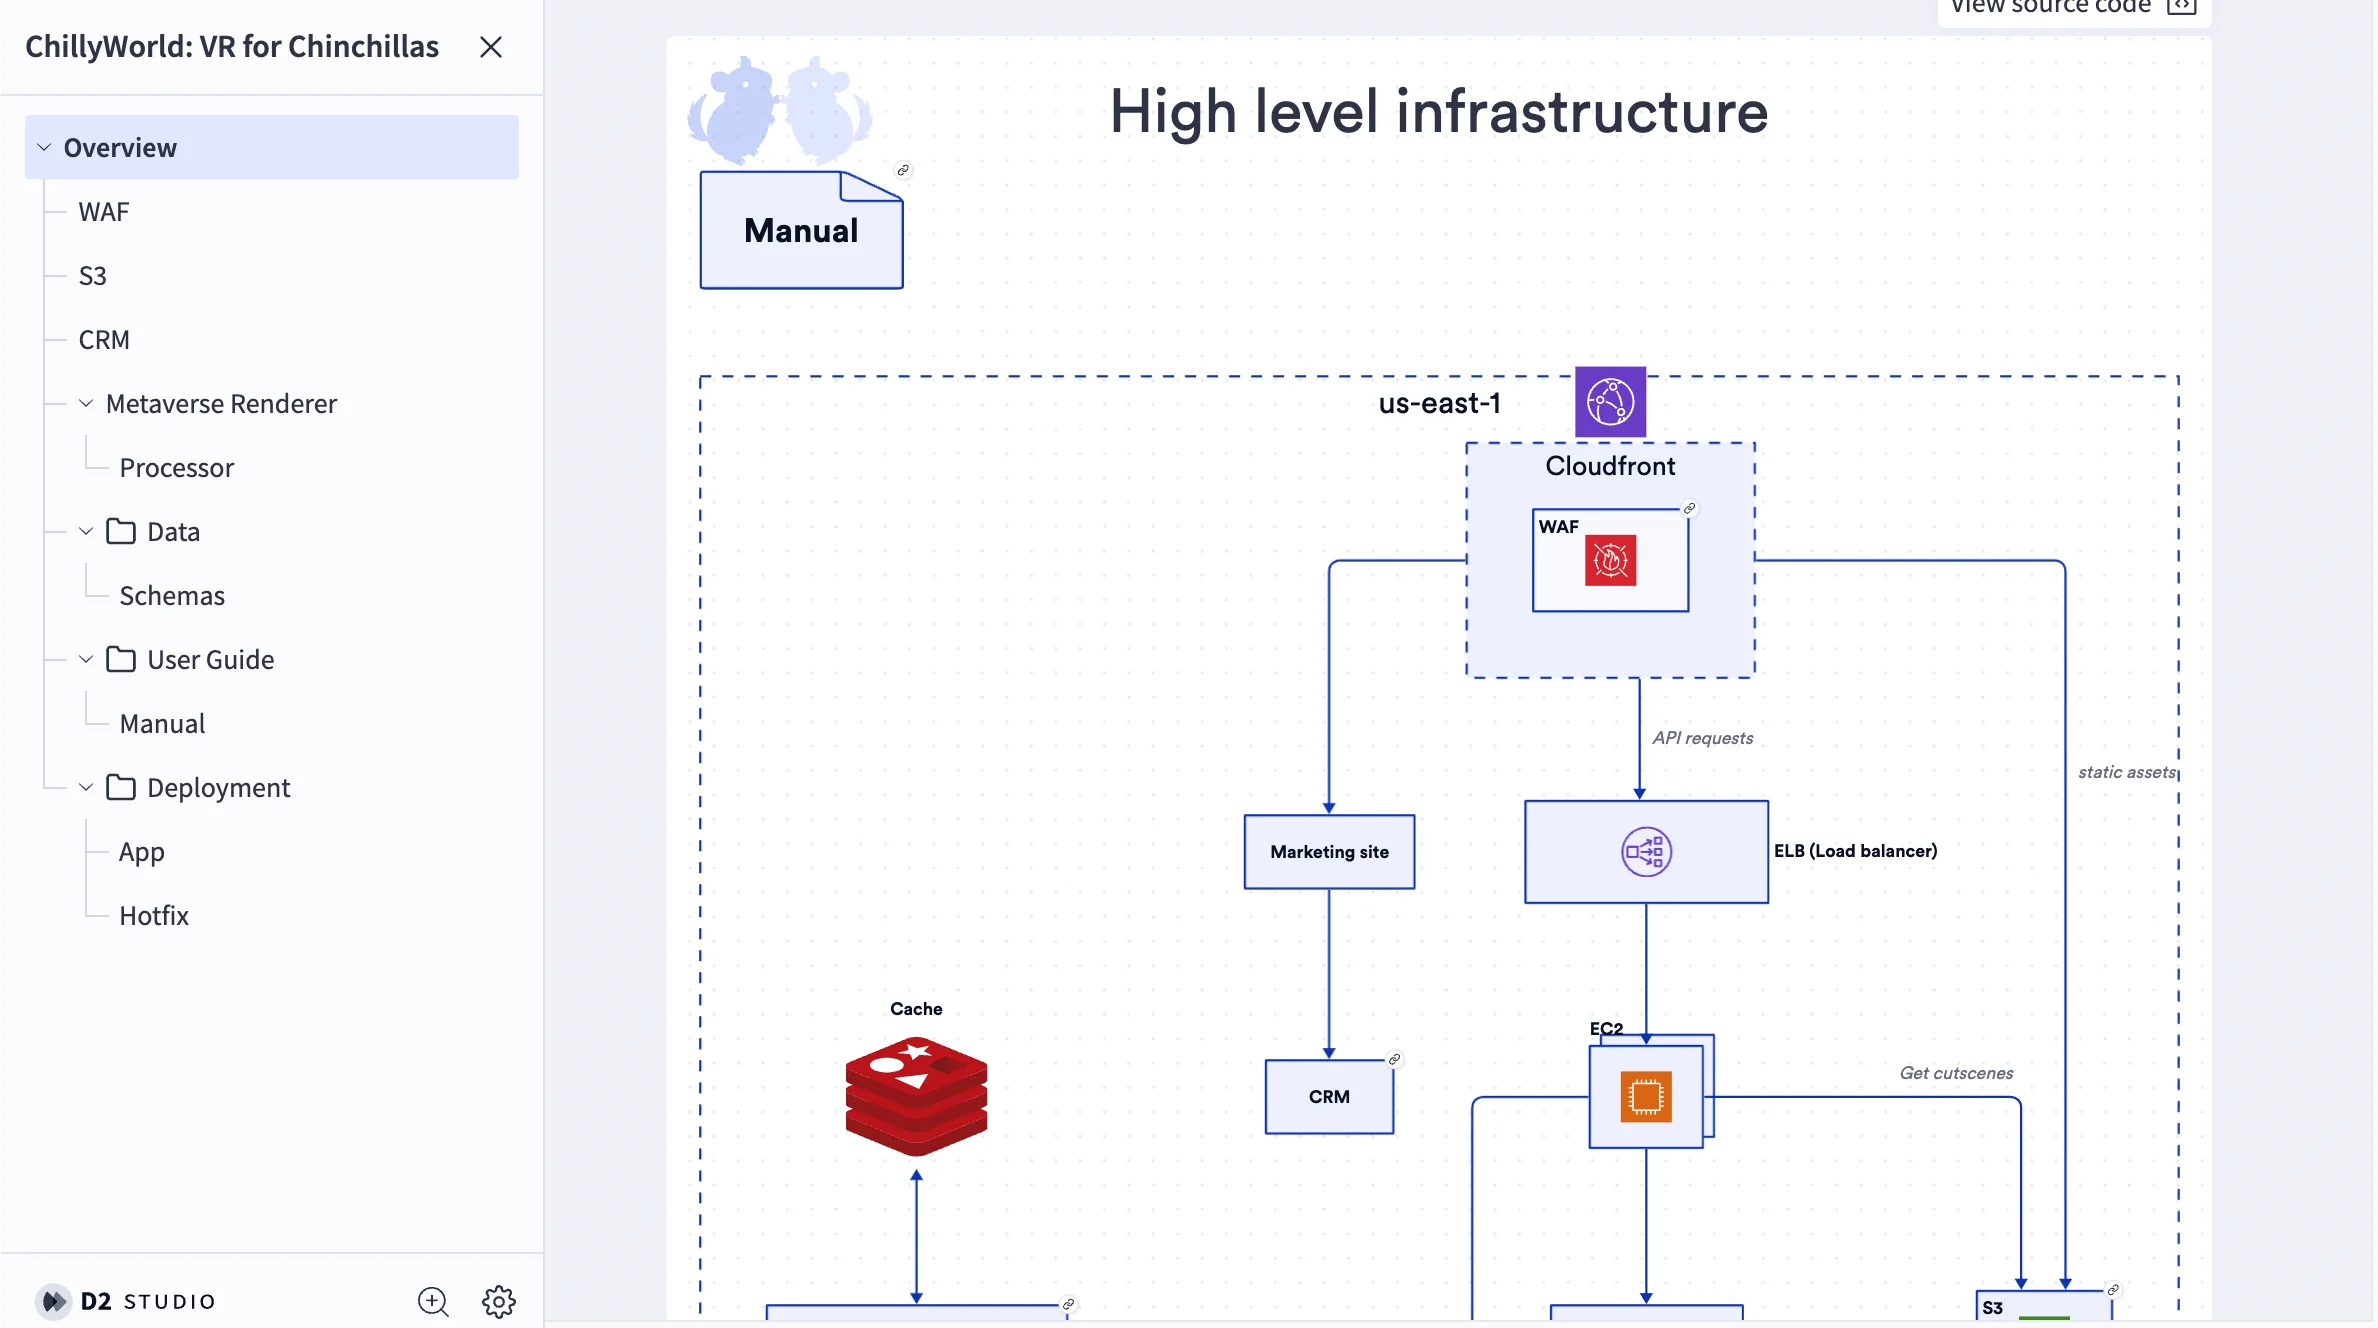 ChillyWorld: VR for Chinchillas
Overview
WAF
S3
CRM
Metaverse Renderer
Processor
Data
Schemas
User Guide
Manual
Deployment
App
Hotfix
D2 STUDIO
View source code
High level infrastructure
Manual
us-east-1
Cloudfront
WAF
API requests
static assets
Marketing site
ELB (Load balancer)
Cache
EC2
Get cutscenes
CRM
S3